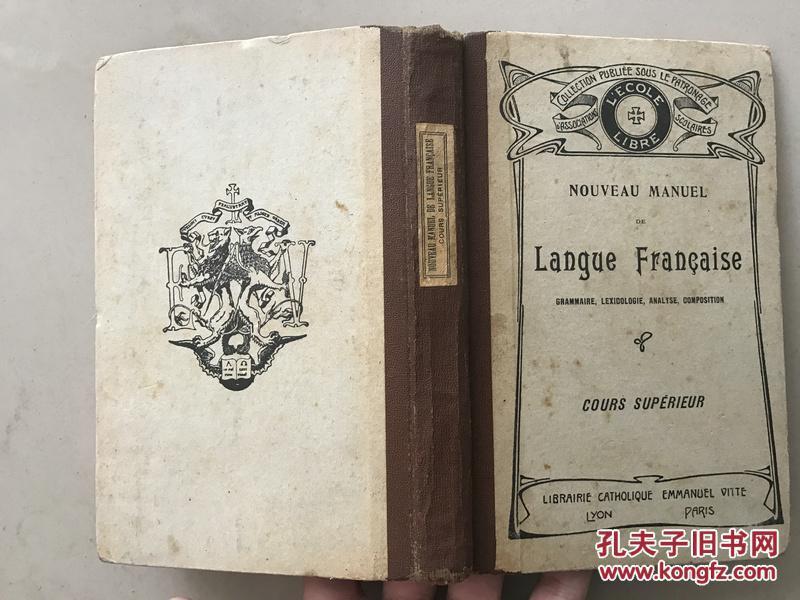 COLLECTION PUBLIÉE SOUS LE PATRONAGE
D'ASSOCIATIONS SCOLAIRES
L'ECOLE
LIBRE
NOUVEAU MANUEL
DE
Langue Française
GRAMMAIRE, LEXICOLOGIE, ANALYSE, COMPOSITION
COURS SUPÉRIEUR
LIBRAIRIE CATHOLIQUE EMMANUEL VITTE
LYON PARIS
NOUVEAU MANUEL DE LANGUE FRANÇAISE
COURS SUPÉRIEUR
E V
孔夫子旧书网
www.kongfz.com